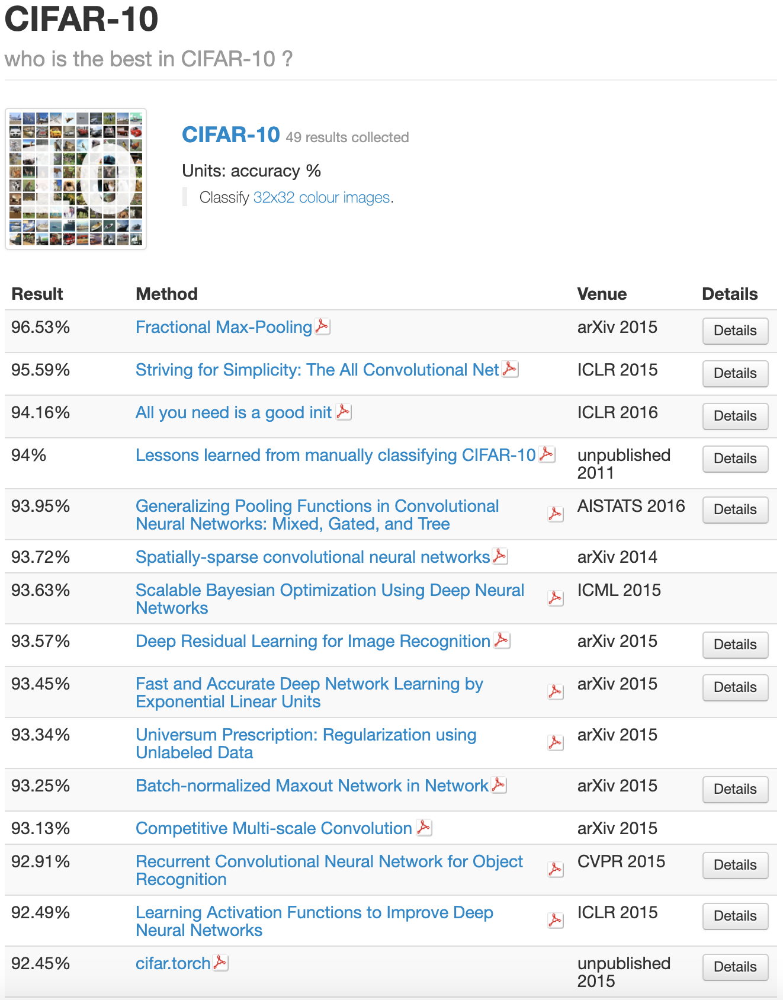 CIFAR-10
who is the best in CIFAR-10 ?
10
CIFAR-10 49 results collected
Units: accuracy %
Classify 32x32 colour images.
Result Method Venue Details
96.53% Fractional Max-Pooling arXiv 2015 Details
95.59% Striving for Simplicity: The All Convolutional Net ICLR 2015 Details
94.16% All you need is a good init ICLR 2016 Details
94% Lessons learned from manually classifying CIFAR-10 unpublished Details
2011
93.95% Generalizing Pooling Functions in Convolutional AISTATS 2016 Details
Neural Networks: Mixed, Gated, and Tree
93.72% Spatially-sparse convolutional neural networks arXiv 2014
93.63% Scalable Bayesian Optimization Using Deep Neural ICML 2015
Networks
93.57% Deep Residual Learning for Image Recognition arXiv 2015 Details
93.45% Fast and Accurate Deep Network Learning by arXiv 2015 Details
Exponential Linear Units
93.34% Universum Prescription: Regularization using arXiv 2015
Unlabeled Data
93.25% Batch-normalized Maxout Network in Network arXiv 2015 Details
93.13% Competitive Multi-scale Convolution arXiv 2015
92.91% Recurrent Convolutional Neural Network for Object CVPR 2015 Details
Recognition
92.49% Learning Activation Functions to Improve Deep ICLR 2015 Details
Neural Networks
92.45% cifar.torch unpublished Details
2015